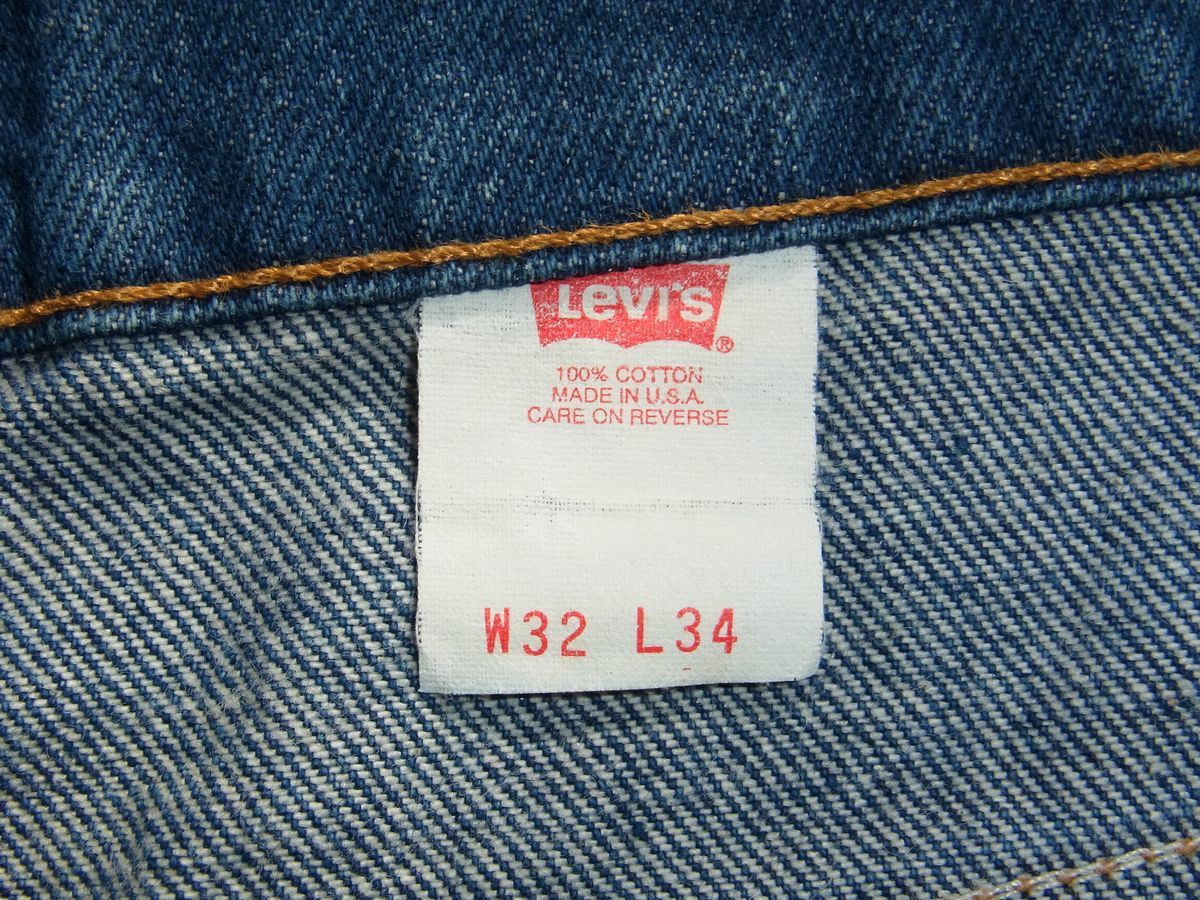 Levi's ®
100% COTTON
MADE IN U.S.A.
CARE ON REVERSE
W32 L34